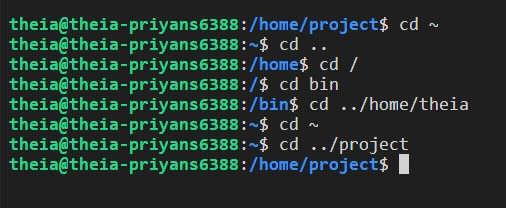 theia@theia-priyans6388:/home/project$ cd ~
theia@theia-priyans6388:~$ cd ..
theia@theia-priyans6388:/home$ cd /
theia@theia-priyans6388:/$ cd bin
theia@theia-priyans6388:/bin$ cd ../home/theia
theia@theia-priyans6388:~$ cd ~
theia@theia-priyans6388:~$ cd ../project
theia@theia-priyans6388:/home/project$